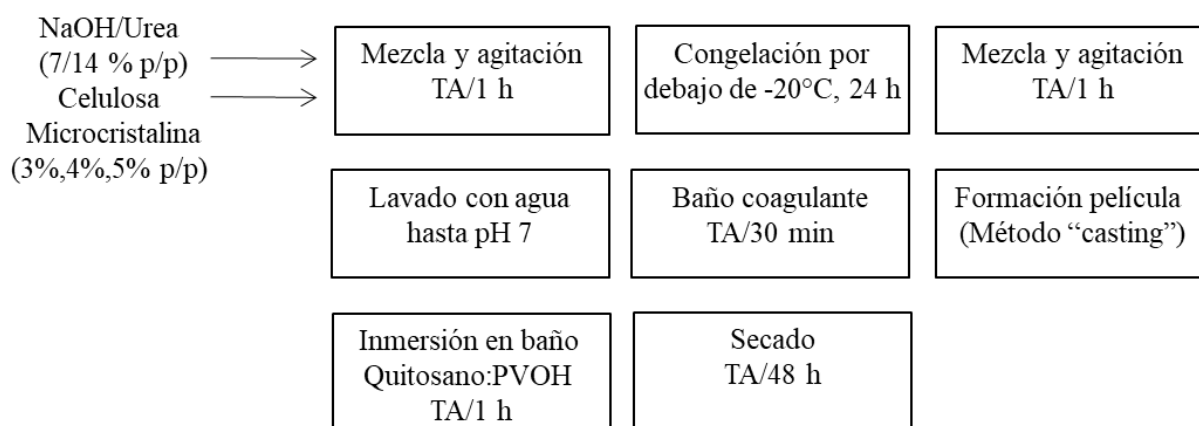 NaOH/Urea
(7/14 % p/p)
Celulosa
Microcristalina
(3%,4%,5% p/p)
Mezcla y agitación
TA/1 h
Congelación por
debajo de -20°C, 24 h
Mezcla y agitación
TA/1 h
Lavado con agua
hasta pH 7
Baño coagulante
TA/30 min
Formación película
(Método “casting”)
Inmersión en baño
Quitosano:PVOH
TA/1 h
Secado
TA/48 h